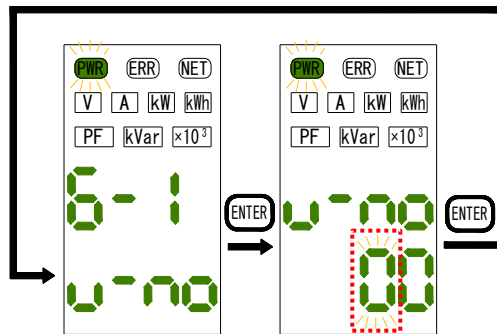 PWR ERR NET
V A kW kWh
PF kVar ×10³
6-1
u-no
ENTER
PWR ERR NET
V A kW kWh
PF kVar ×10³
u-no
00
ENTER